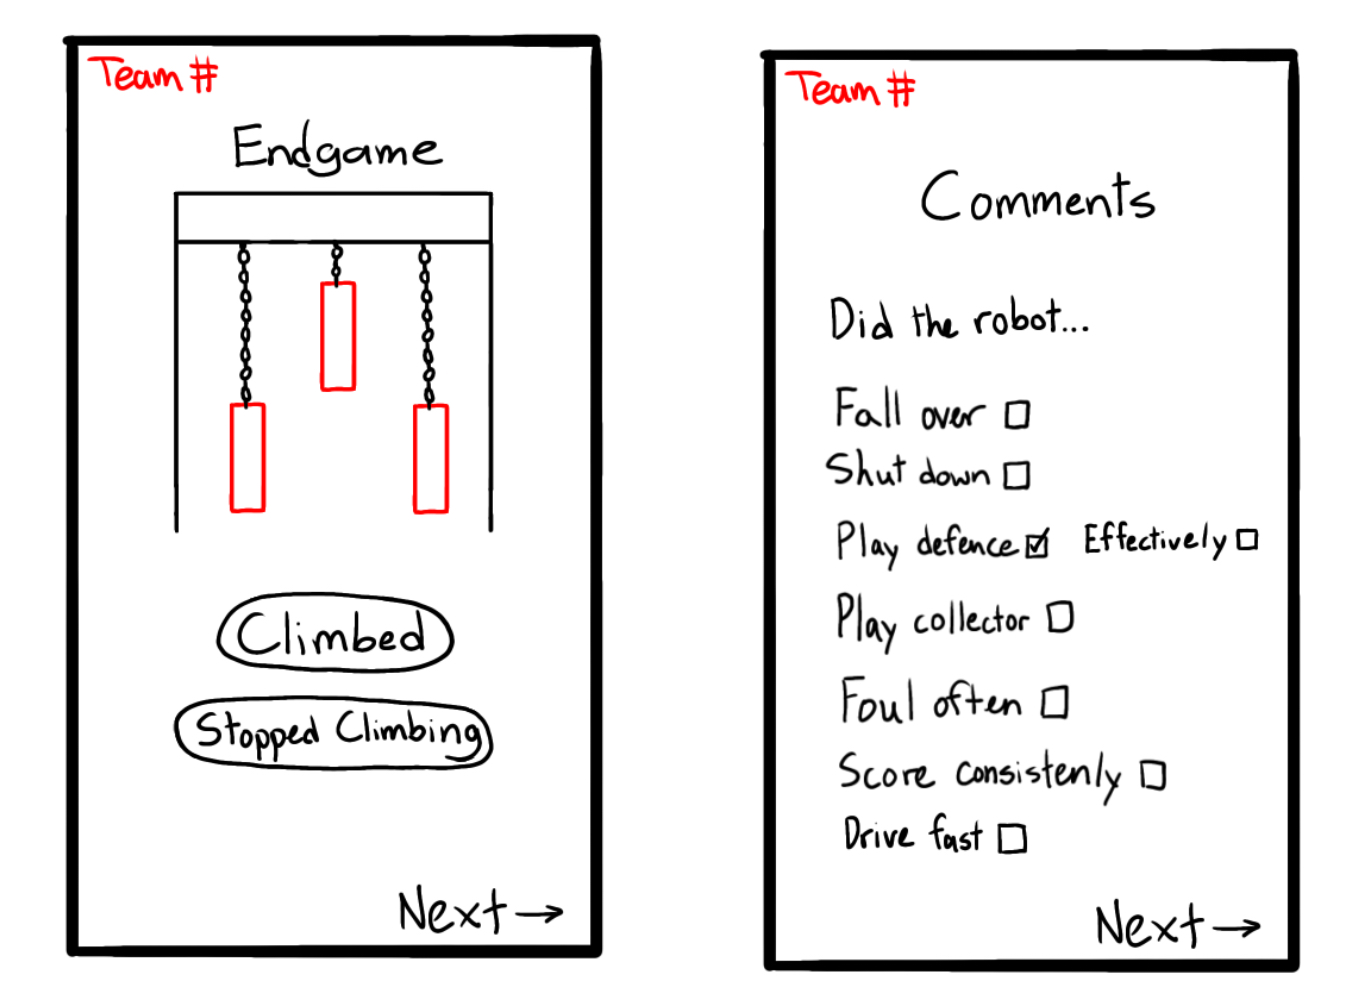 Team #
Endgame
Climbed
Stopped Climbing
Next →
Team #
Comments
Did the robot...
Fall over ☐
Shut down ☐
Play defence ☑ Effectively ☐
Play collector ☐
Foul often ☐
Score consistenly ☐
Drive fast ☐
Next →